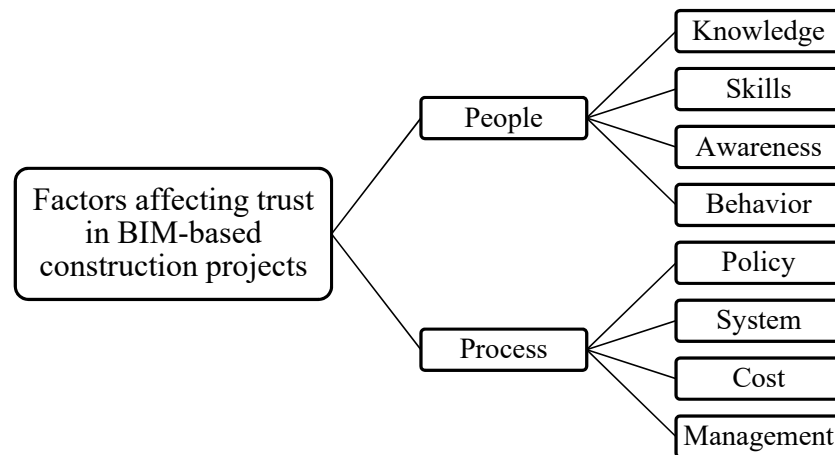 Factors affecting trust
in BIM-based
construction projects
People
Process
Knowledge
Skills
Awareness
Behavior
Policy
System
Cost
Management